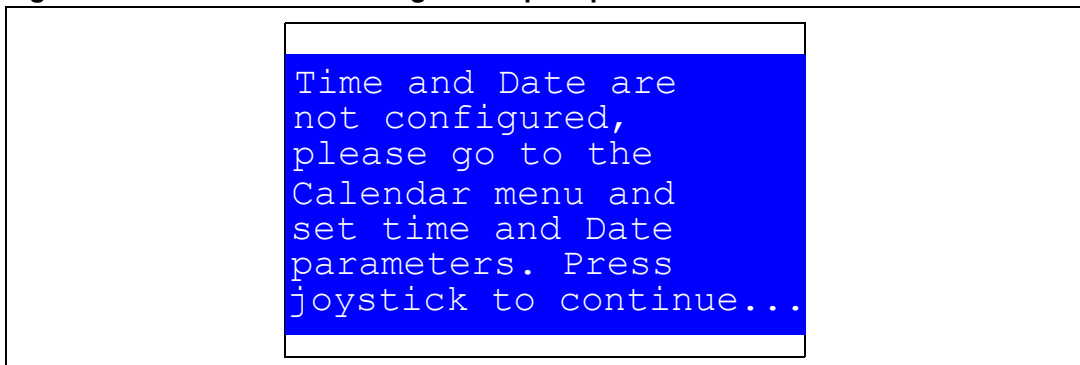 Time and Date are
not configured,
please go to the
Calendar menu and
set time and Date
parameters. Press
joystick to continue...